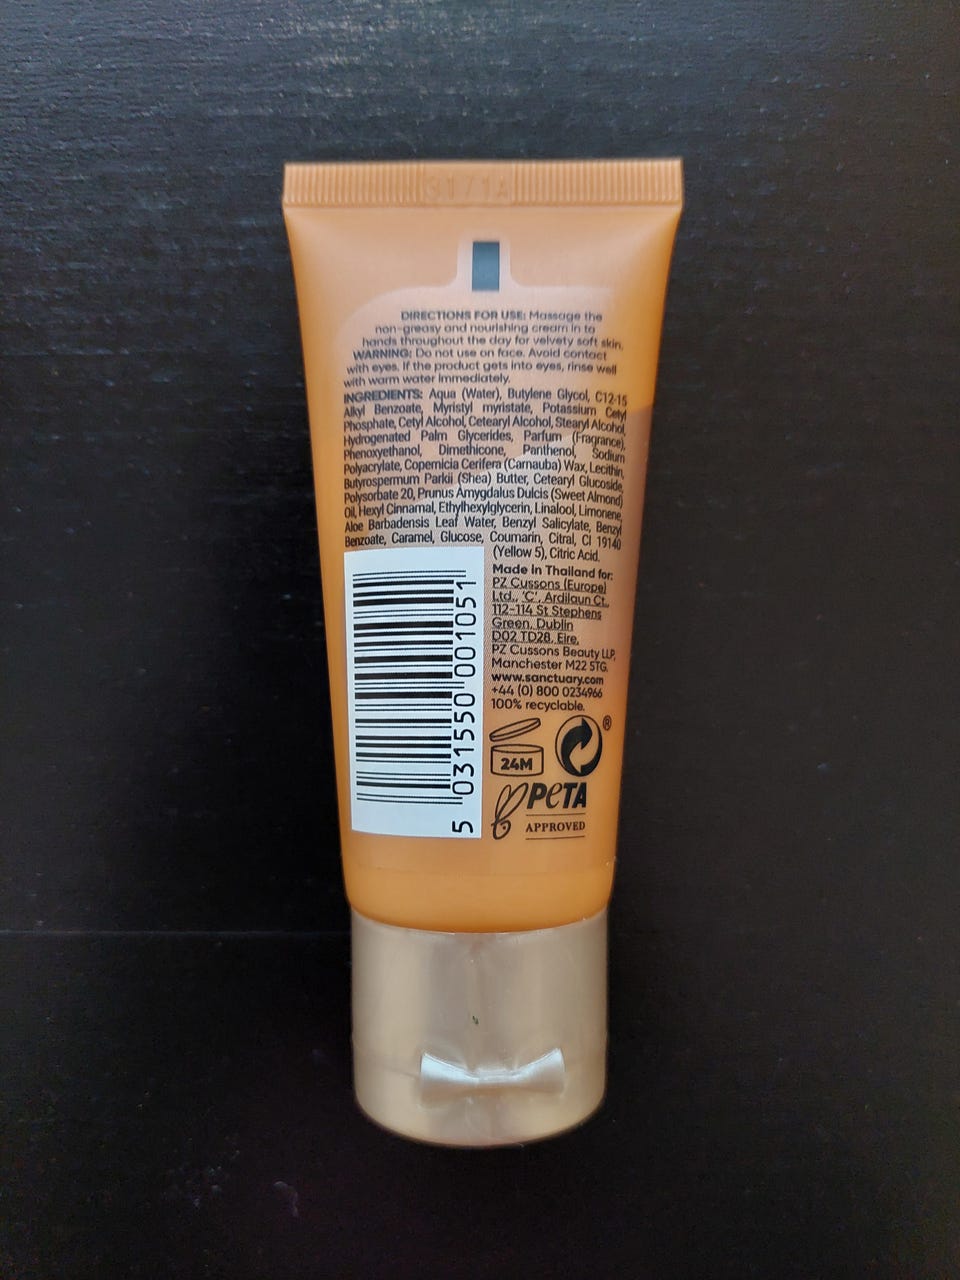 DIRECTIONS FOR USE: Massage the
non-greasy and nourishing cream in to
hands throughout the day for velvety soft skin.
WARNING: Do not use on face. Avoid contact
with eyes. If the product gets into eyes, rinse well
with warm water immediately.
INGREDIENTS: Aqua (Water), Butylene Glycol, C12-15
Alkyl Benzoate, Myristyl myristate, Potassium Cetyl
Phosphate, Cetyl Alcohol, Cetearyl Alcohol, Stearyl Alcohol,
Hydrogenated Palm Glycerides, Parfum (Fragrance),
Phenoxyethanol, Dimethicone, Panthenol, Sodium
Polyacrylate, Copernicia Cerifera (Carnauba) Wax, Lecithin,
Butyrospermum Parkii (Shea) Butter, Cetearyl Glucoside,
Polysorbate 20, Prunus Amygdalus Dulcis (Sweet Almond)
Oil, Hexyl Cinnamal, Ethylhexylglycerin, Linalool, Limonene,
Aloe Barbadensis Leaf Water, Benzyl Salicylate, Benzyl
Benzoate, Caramel, Glucose, Coumarin, Citral, CI 19140
(Yellow 5), Citric Acid.
Made in Thailand for:
PZ Cussons (Europe)
Ltd., 'C', Ardilaun Ct.,
112-114 St Stephens
Green, Dublin
D02 TD28, Eire.
PZ Cussons Beauty LLP,
Manchester M22 5TG.
www.sanctuary.com
+44 (0) 800 0234966
100% recyclable.
®
24M
PeTA
APPROVED
5 031550 001051